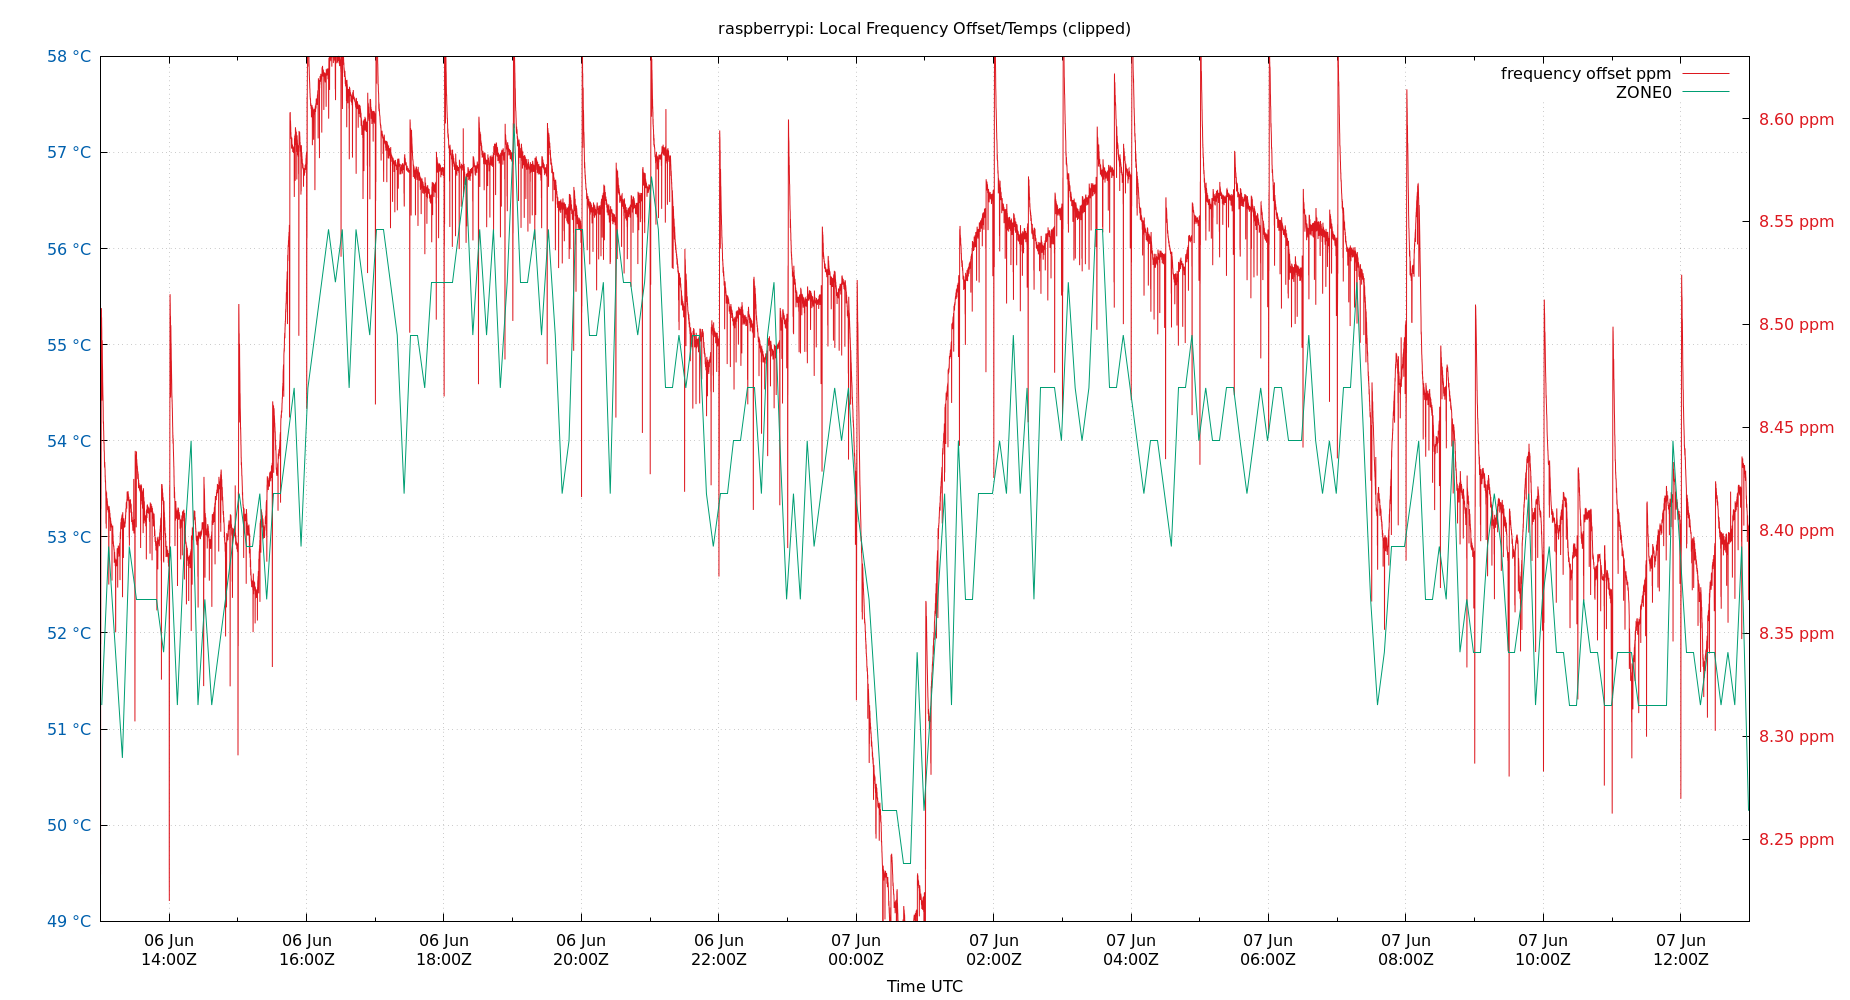 raspberrypi: Local Frequency Offset/Temps (clipped)
frequency offset ppm
ZONE0
58 °C
57 °C
56 °C
55 °C
54 °C
53 °C
52 °C
51 °C
50 °C
49 °C
8.60 ppm
8.55 ppm
8.50 ppm
8.45 ppm
8.40 ppm
8.35 ppm
8.30 ppm
8.25 ppm
06 Jun 06 Jun 06 Jun 06 Jun 06 Jun 07 Jun 07 Jun 07 Jun 07 Jun 07 Jun 07 Jun 07 Jun
14:00Z 16:00Z 18:00Z 20:00Z 22:00Z 00:00Z 02:00Z 04:00Z 06:00Z 08:00Z 10:00Z 12:00Z
Time UTC